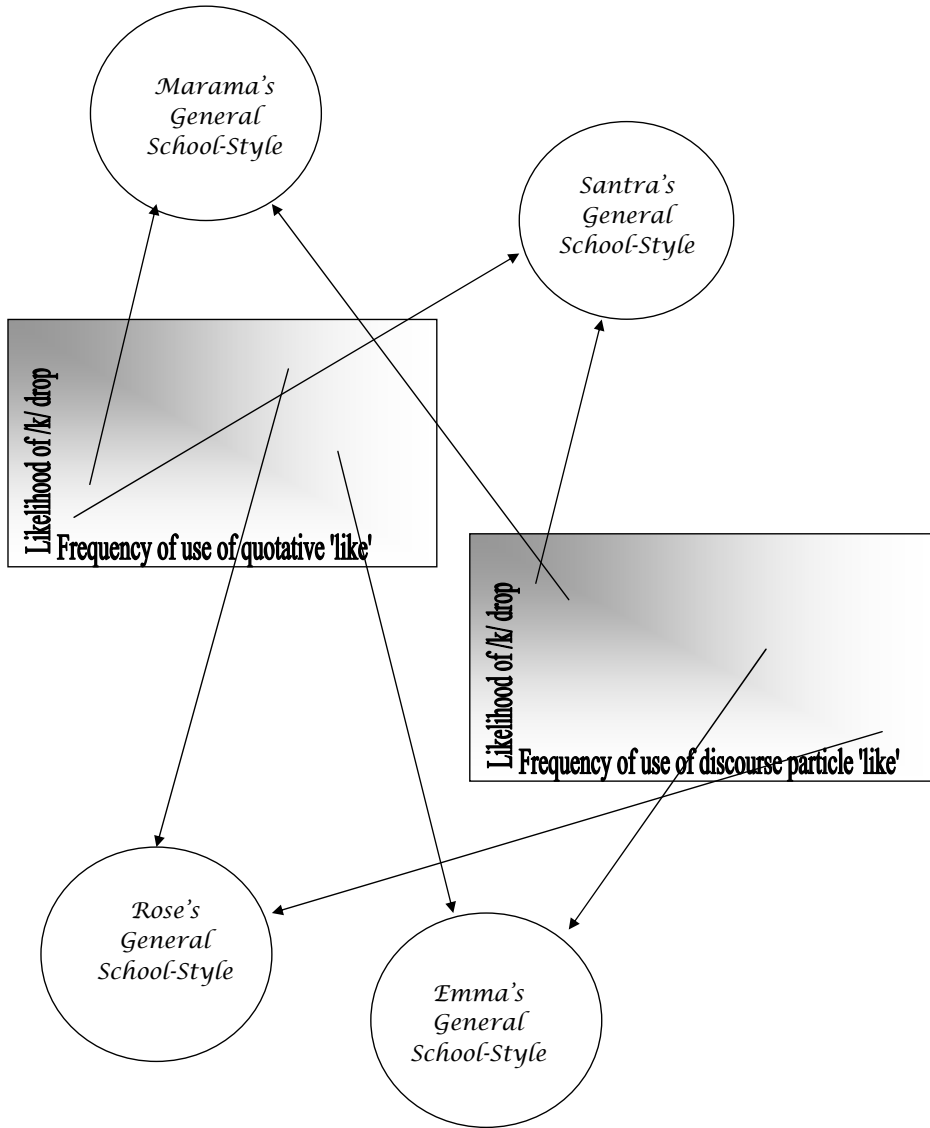 Marama's
General
School-Style
Santra's
General
School-Style
Likelihood of /k/ drop
Frequency of use of quotative 'like'
Likelihood of /k/ drop
Frequency of use of discourse particle 'like'
Rose's
General
School-Style
Emma's
General
School-Style